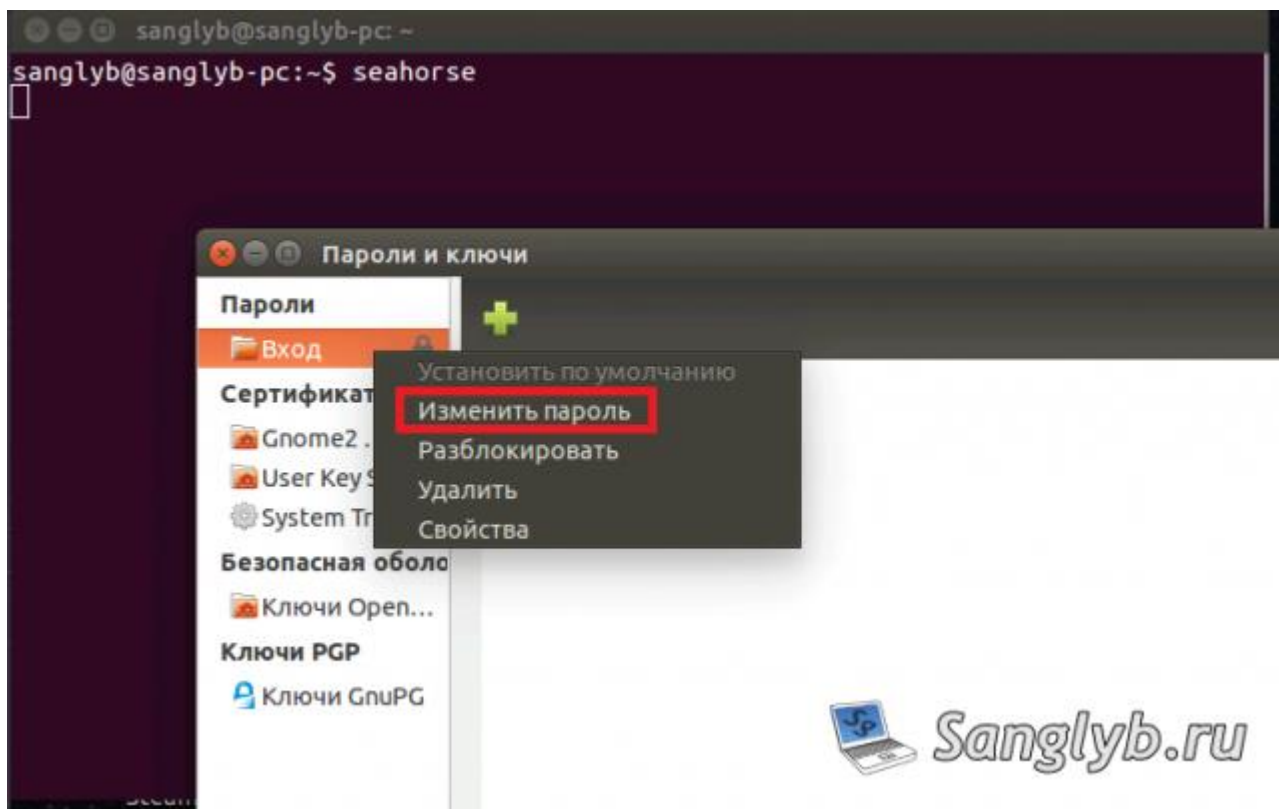 sanglyb@sanglyb-pc: ~
sanglyb@sanglyb-pc:~$ seahorse
Пароли и ключи
Пароли
Вход
Установить по умолчанию
Сертификат
Изменить пароль
Gnome2 .
Разблокировать
User Key S
Удалить
System Tr
Свойства
Безопасная оболо
Ключи Open...
Ключи PGP
Ключи GnuPG
Sanglyb.ru